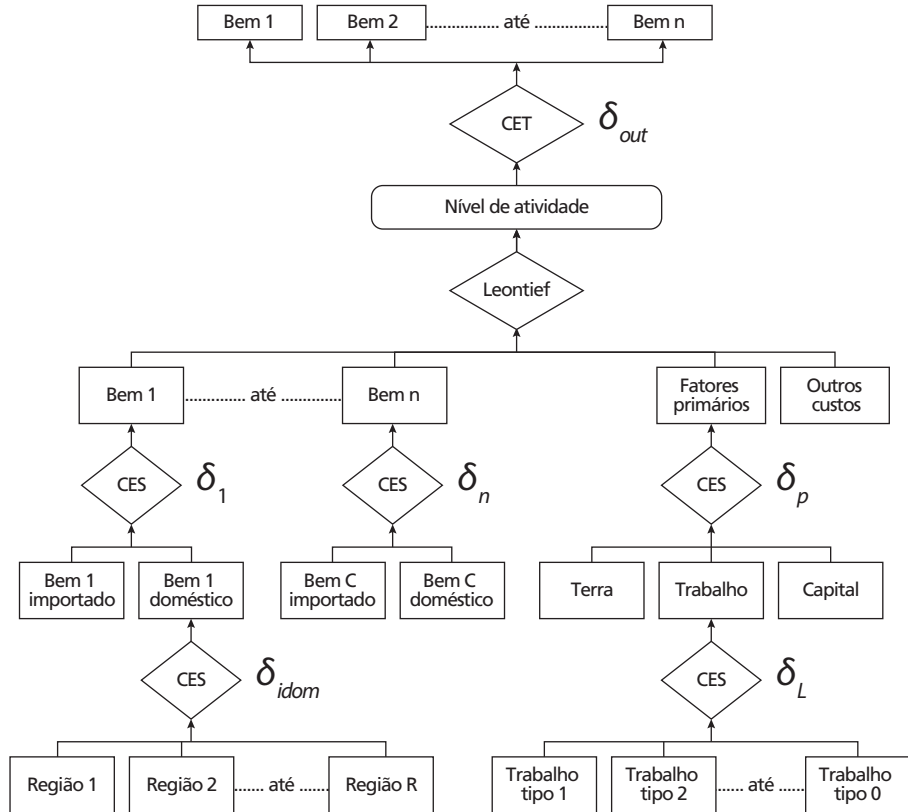 Bem 1
Bem 2 ................. até ................. Bem n
CET
δout
Nível de atividade
Leontief
Bem 1 .............. até .............. Bem n
Fatores
primários
Outros
custos
CES
δ1
CES
δn
CES
δp
Bem 1
importado
Bem 1
doméstico
Bem C
importado
Bem C
doméstico
Terra
Trabalho
Capital
CES
δidom
CES
δL
Região 1
Região 2 ....... até ....... Região R
Trabalho
tipo 1
Trabalho
tipo 2
....... até .......
Trabalho
tipo 0